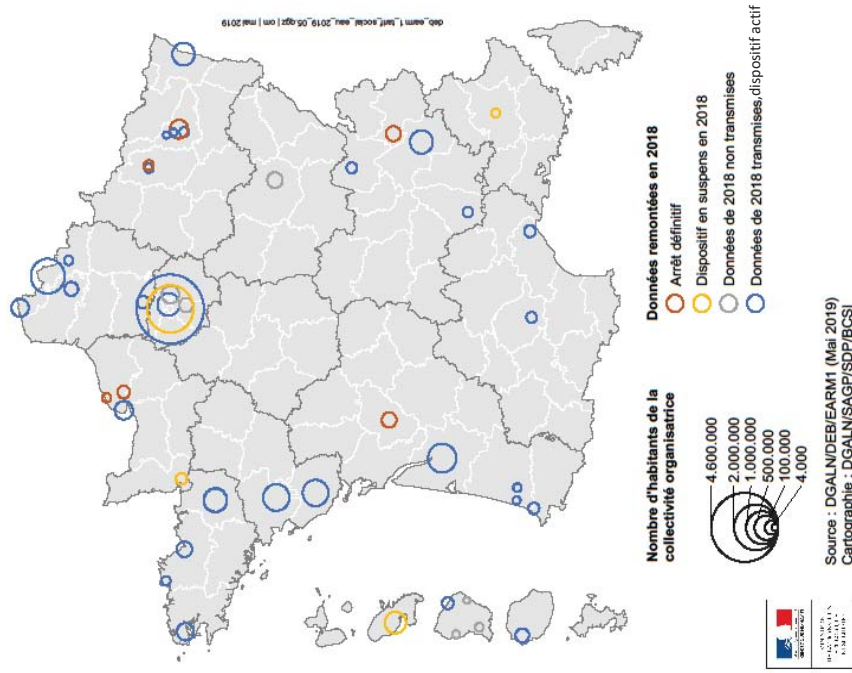 deb_earm_1_tarif_social_eau_2019_05.qgz | cm | mai 2019
Nombre d'habitants de la
collectivité organisatrice
4.600.000
2.000.000
1.000.000
500.000
100.000
4.000
Données remontées en 2018
Arrêt définitif
Dispositif en suspens en 2018
Données de 2018 non transmises
Données de 2018 transmises,dispositif actif
Source : DGALN/DEB/EARM1 (Mai 2019)
Cartographie : DGALN/SAGP/SDP/BCSI